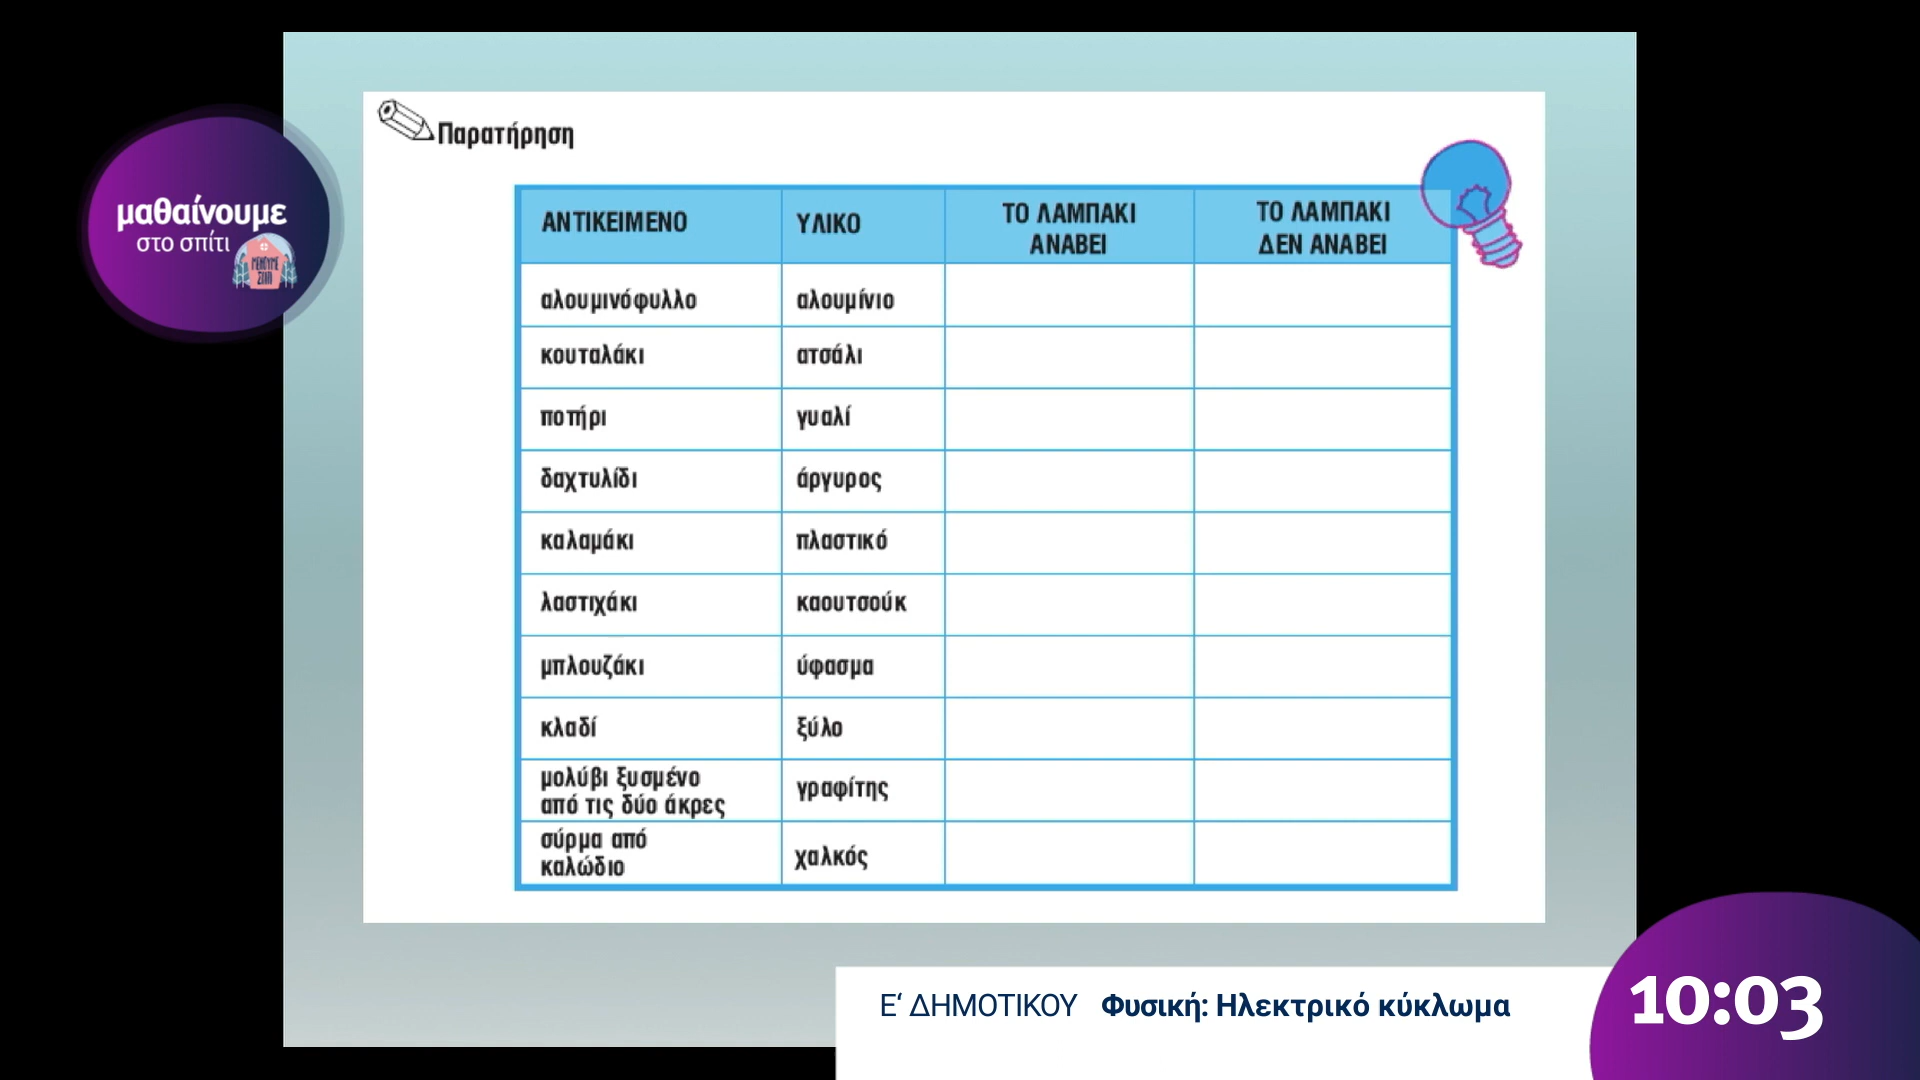 μαθαίνουμε
στο σπίτι
ΜΕΝΟΥΜΕ
ΣΠΙΤΙ
Παρατήρηση
ΑΝΤΙΚΕΙΜΕΝΟ ΥΛΙΚΟ ΤΟ ΛΑΜΠΑΚΙ ΑΝΑΒΕΙ ΤΟ ΛΑΜΠΑΚΙ ΔΕΝ ΑΝΑΒΕΙ
αλουμινόφυλλο αλουμίνιο
κουταλάκι ατσάλι
ποτήρι γυαλί
δαχτυλίδι άργυρος
καλαμάκι πλαστικό
λαστιχάκι καουτσούκ
μπλουζάκι ύφασμα
κλαδί ξύλο
μολύβι ξυσμένο
από τις δύο άκρες γραφίτης
σύρμα από
καλώδιο χαλκός
Ε‘ ΔΗΜΟΤΙΚΟΥ Φυσική: Ηλεκτρικό κύκλωμα
10:03